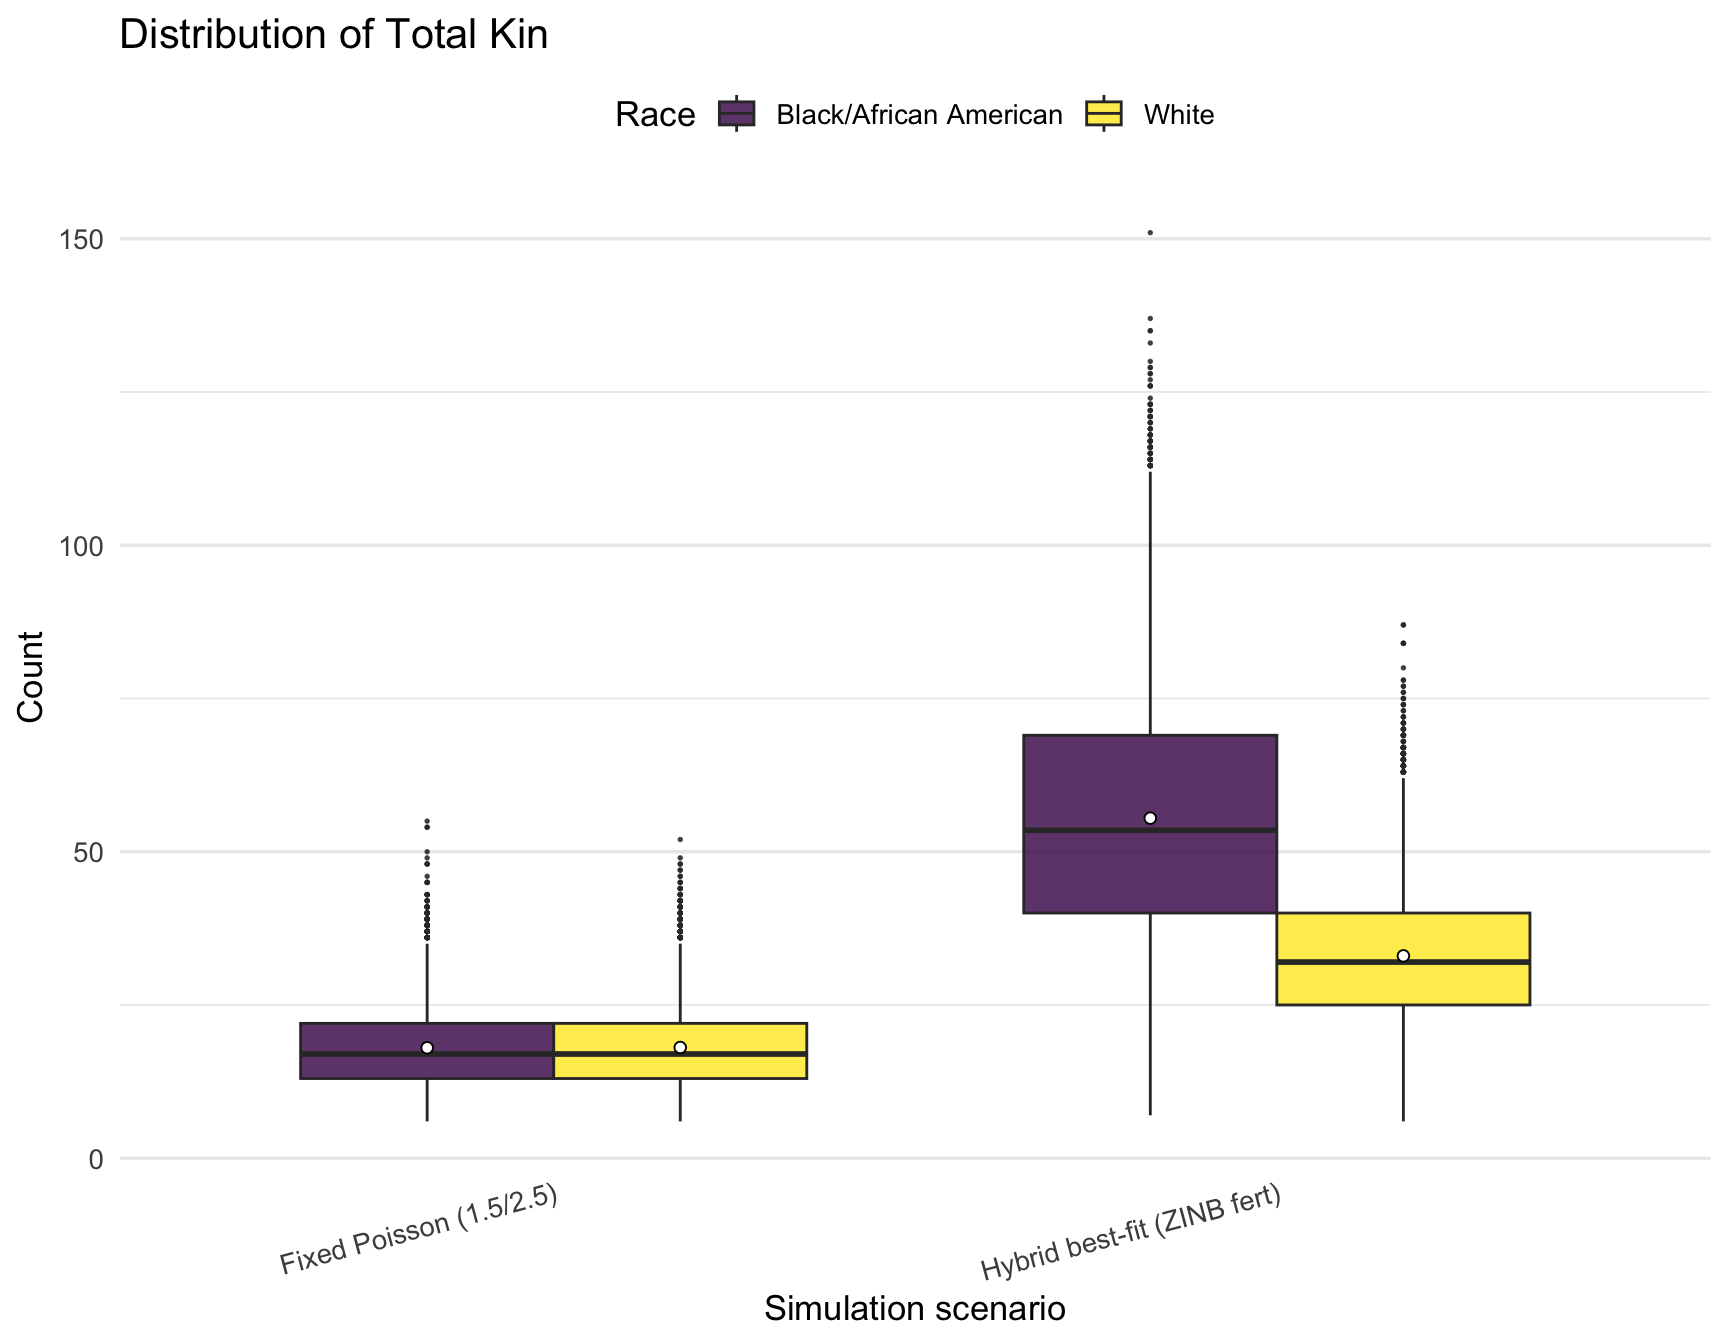 Distribution of Total Kin
Race Black/African American White
150
100
50
0
Count
Fixed Poisson (1.5/2.5)
Hybrid best-fit (ZINB fert)
Simulation scenario